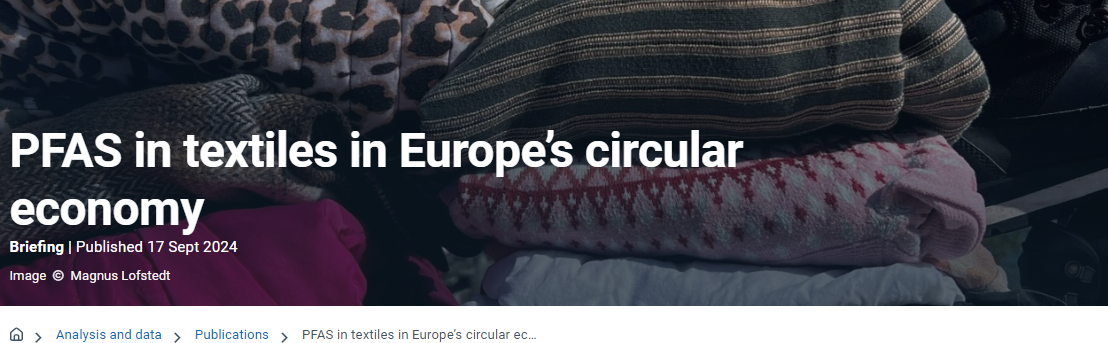 PFAS in textiles in Europe’s circular
economy
Briefing | Published 17 Sept 2024
Image © Magnus Lofstedt
Analysis and data
Publications
PFAS in textiles in Europe’s circular ec...